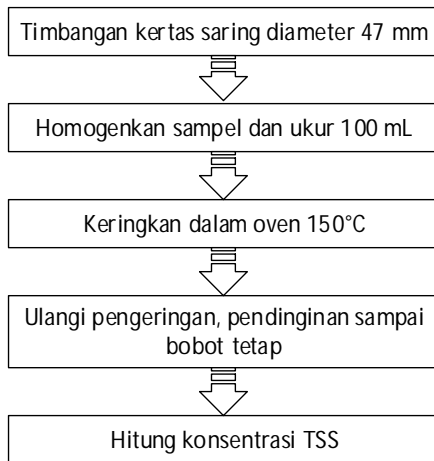 Timbangan kertas saring diameter 47 mm
Homogenkan sampel dan ukur 100 mL
Keringkan dalam oven 150°C
Ulangi pengeringan, pendinginan sampai
bobot tetap
Hitung konsentrasi TSS